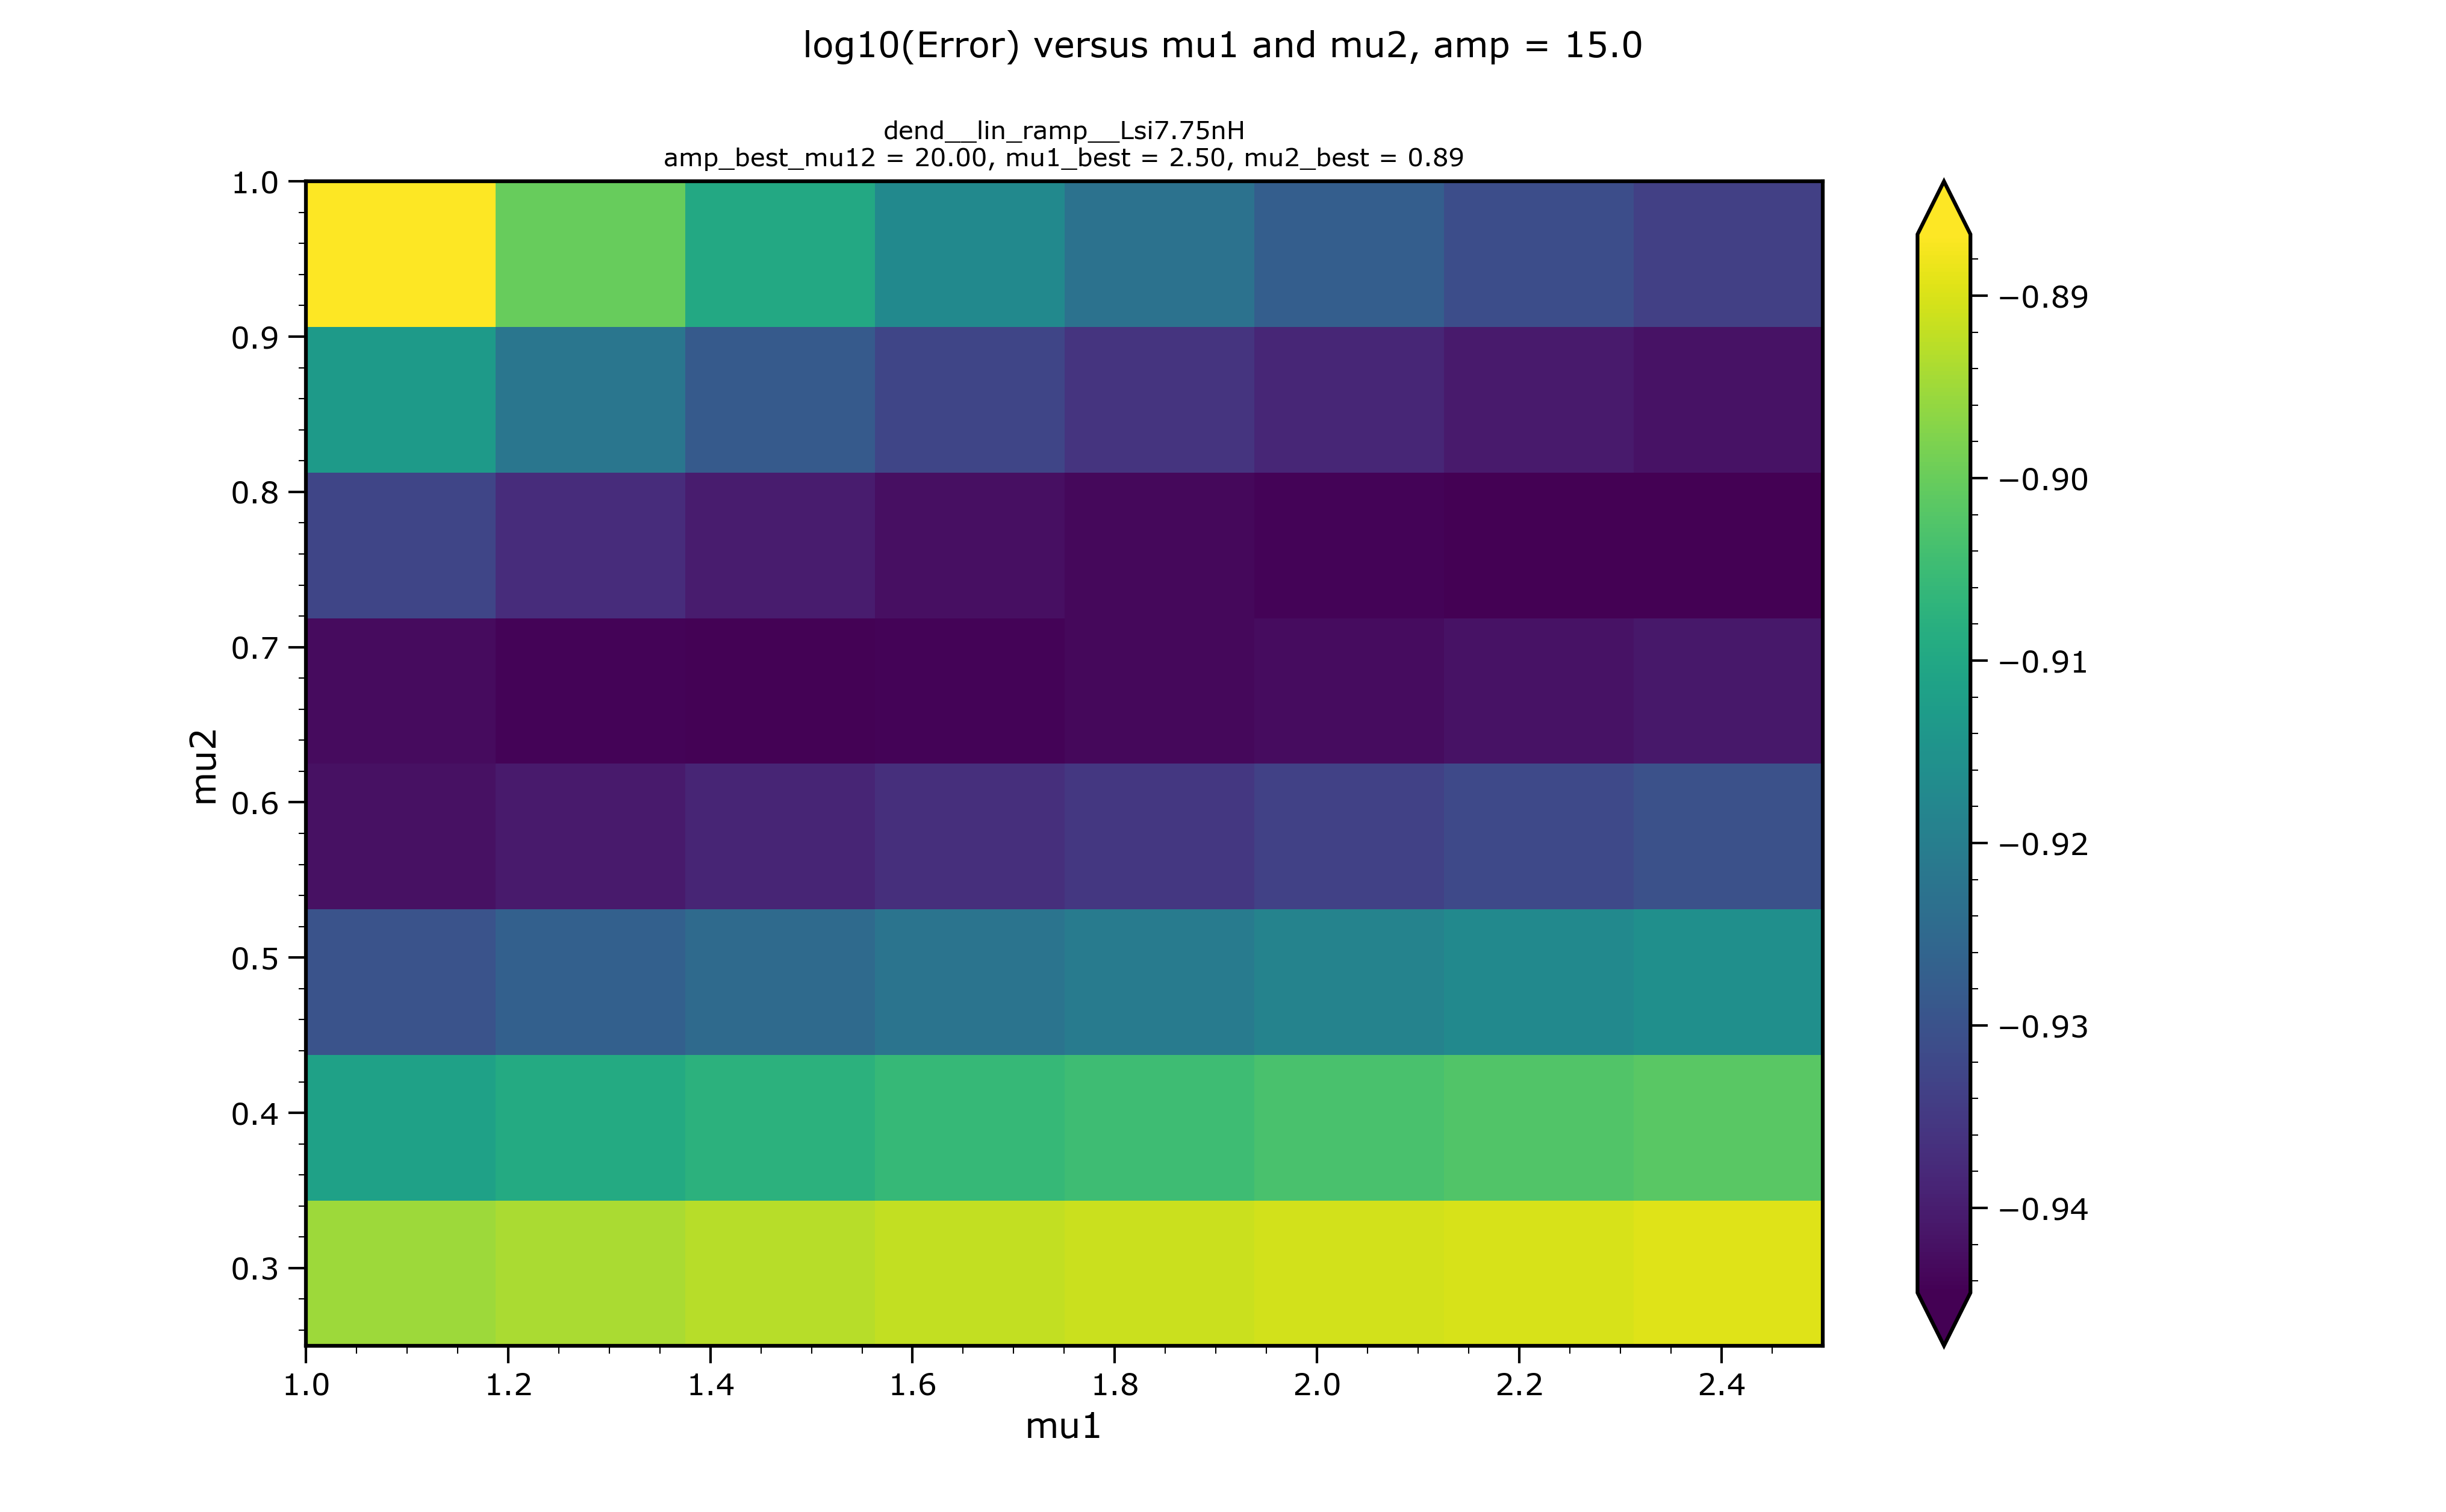 log10(Error) versus mu1 and mu2, amp = 15.0
dend__lin_ramp__Lsi7.75nH
amp_best_mu12 = 20.00, mu1_best = 2.50, mu2_best = 0.89
1.0
0.9
0.8
0.7
0.6
0.5
0.4
0.3
mu2
1.0 1.2 1.4 1.6 1.8 2.0 2.2 2.4
mu1
−0.89
−0.90
−0.91
−0.92
−0.93
−0.94